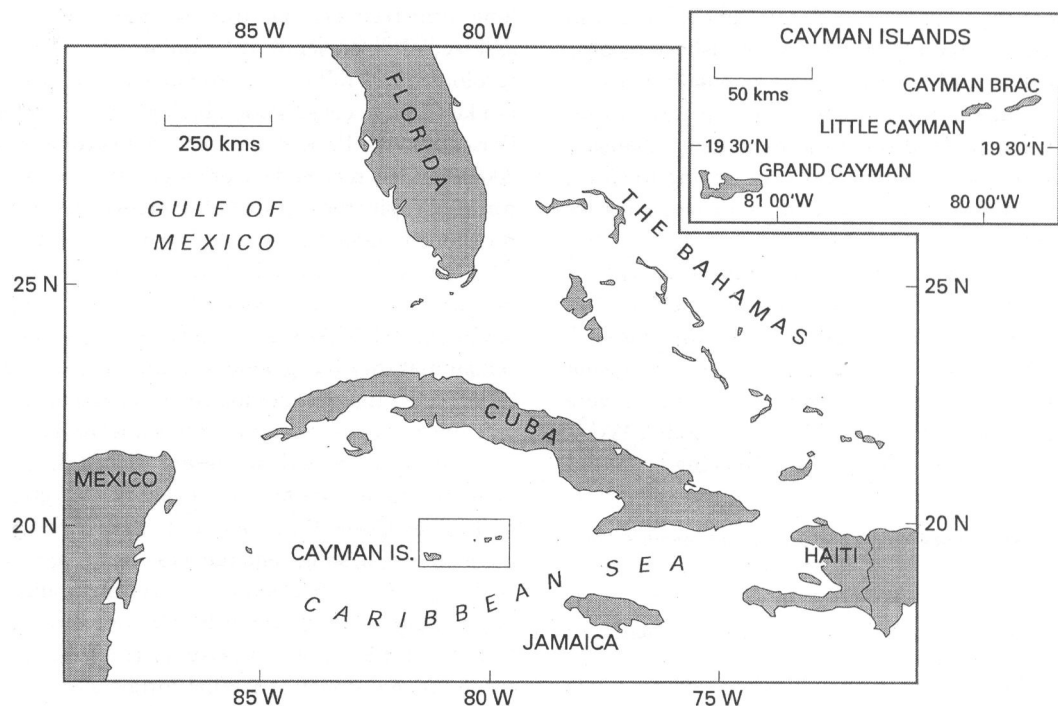 85 W
80 W
CAYMAN ISLANDS
50 kms
CAYMAN BRAC
LITTLE CAYMAN
19 30'N
19 30'N
GRAND CAYMAN
81 00'W
80 00'W
FLORIDA
250 kms
GULF OF
MEXICO
THE BAHAMAS
25 N
25 N
CUBA
MEXICO
20 N
20 N
CAYMAN IS.
HAITI
CARIBBEAN SEA
JAMAICA
85 W
80 W
75 W